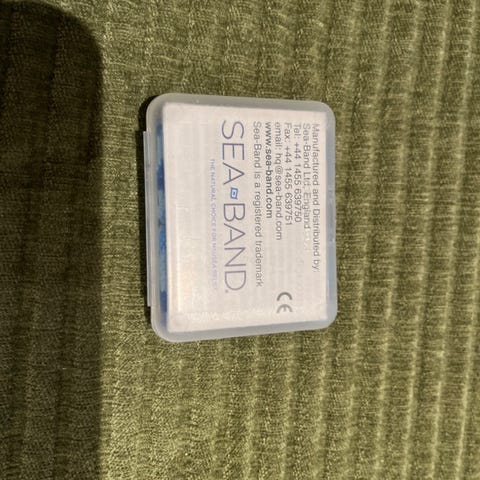 Manufactured and Distributed by:
Sea-Band Ltd, England
Tel: +44 1455 639750
Fax: +44 1455 639751
email: hq@sea-band.com
www.sea-band.com
Sea-Band is a registered trademark
CE
SEA BAND®
THE NATURAL CHOICE FOR NAUSEA RELIEF